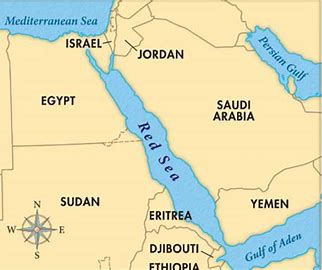 Mediterranean Sea
ISRAEL
JORDAN
Persian Gulf
EGYPT
SAUDI
ARABIA
Red Sea
SUDAN
ERITREA
YEMEN
N
W
E
S
DJIBOUTI
Gulf of Aden
ETHIOPIA